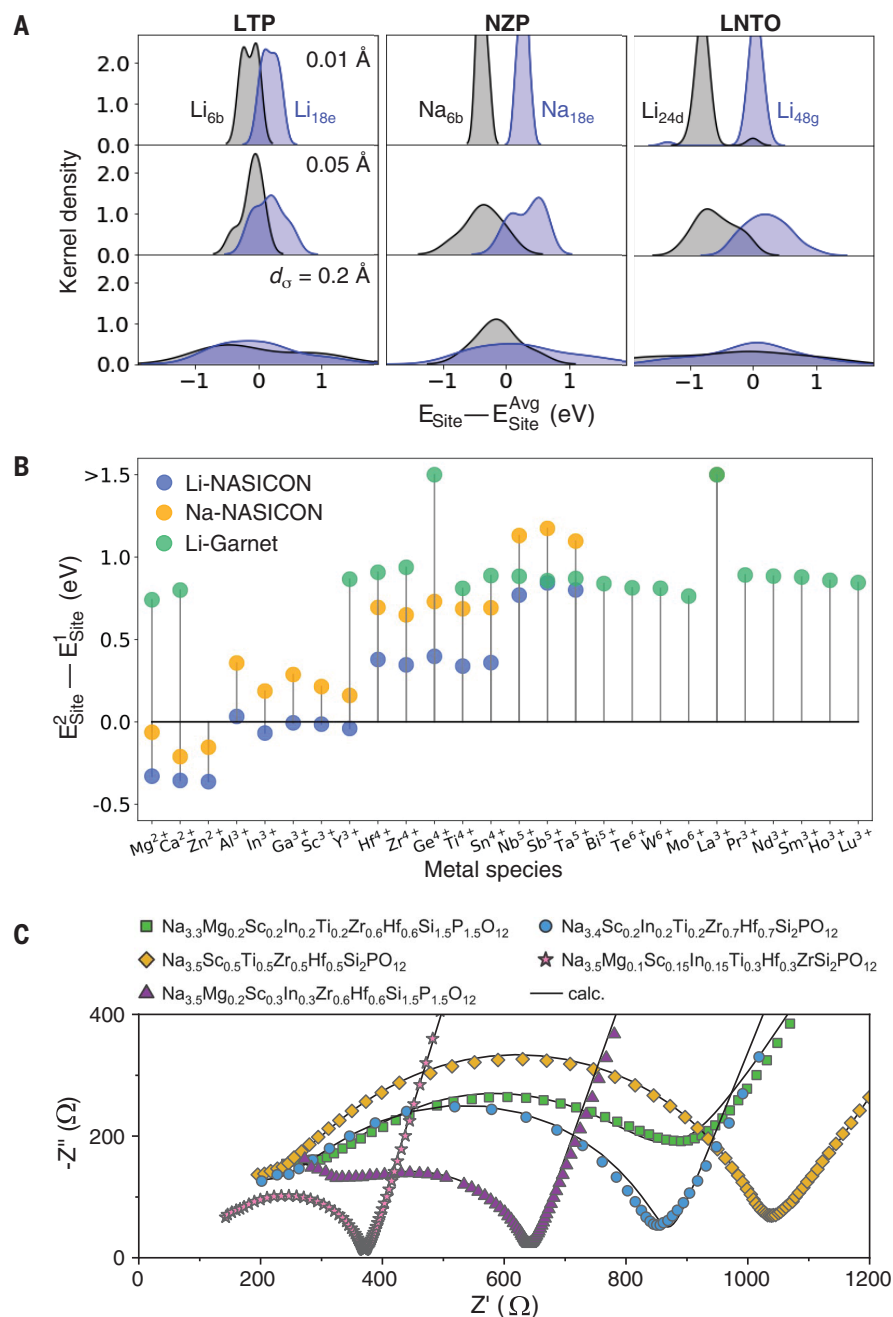 A
LTP
NZP
LNTO
Kernel density
2.0
1.0
0.0
0.01 Å
Li6b
Li18e
Na6b
Na18e
Li24d
Li48g
2.0
1.0
0.0
0.05 Å
2.0
1.0
0.0
dσ = 0.2 Å
−1 0 1
−1 0 1
−1 0 1
E_Site — E_Site^Avg (eV)
B
E²_Site — E¹_Site (eV)
>1.5
1.0
0.5
0.0
-0.5
Li-NASICON
Na-NASICON
Li-Garnet
Mg²⁺ Ca²⁺ Zn²⁺ Al³⁺ In³⁺ Ga³⁺ Sc³⁺ Y³⁺ Hf⁴⁺ Zr⁴⁺ Ge⁴⁺ Ti⁴⁺ Sn⁴⁺ Nb⁵⁺ Sb⁵⁺ Ta⁵⁺ Bi⁵⁺ Te⁶⁺ W⁶⁺ Mo⁶⁺ La³⁺ Pr³⁺ Nd³⁺ Sm³⁺ Ho³⁺ Lu³⁺
Metal species
C
Na₃.₃Mg₀.₂Sc₀.₂In₀.₂Ti₀.₂Zr₀.₆Hf₀.₆Si₁.₅P₁.₅O₁₂
Na₃.₄Sc₀.₂In₀.₂Ti₀.₂Zr₀.₇Hf₀.₇Si₂PO₁₂
Na₃.₅Sc₀.₅Ti₀.₅Zr₀.₅Hf₀.₅Si₂PO₁₂
Na₃.₅Mg₀.₁Sc₀.₁₅In₀.₁₅Ti₀.₃Hf₀.₃ZrSi₂PO₁₂
Na₃.₅Mg₀.₂Sc₀.₃In₀.₃Zr₀.₆Hf₀.₆Si₁.₅P₁.₅O₁₂
calc.
-Z″ (Ω)
400
200
0
0 200 400 600 800 1000 1200
Z′ (Ω)